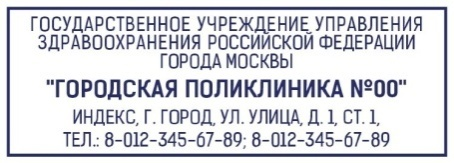 ГОСУДАРСТВЕННОЕ УЧРЕЖДЕНИЕ УПРАВЛЕНИЯ
ЗДРАВООХРАНЕНИЯ РОССИЙСКОЙ ФЕДЕРАЦИИ
ГОРОДА МОСКВЫ
"ГОРОДСКАЯ ПОЛИКЛИНИКА №00"
ИНДЕКС, Г. ГОРОД, УЛ. УЛИЦА, Д. 1, СТ. 1,
ТЕЛ.: 8-012-345-67-89; 8-012-345-67-89